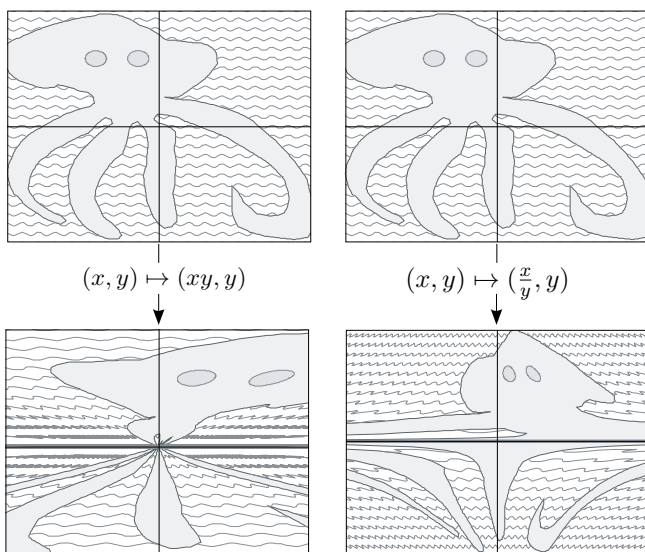 (x, y) ↦ (xy, y)
(x, y) ↦ (x/y, y)